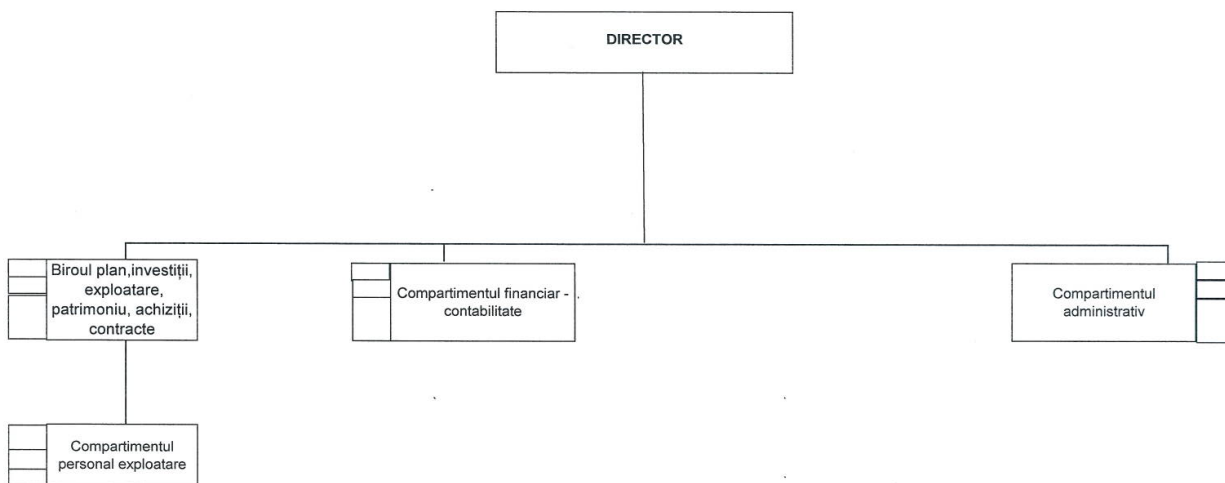 DIRECTOR
Biroul plan,investiții,
exploatare,
patrimoniu, achiziții,
contracte
Compartimentul financiar -
contabilitate
Compartimentul
administrativ
Compartimentul
personal exploatare